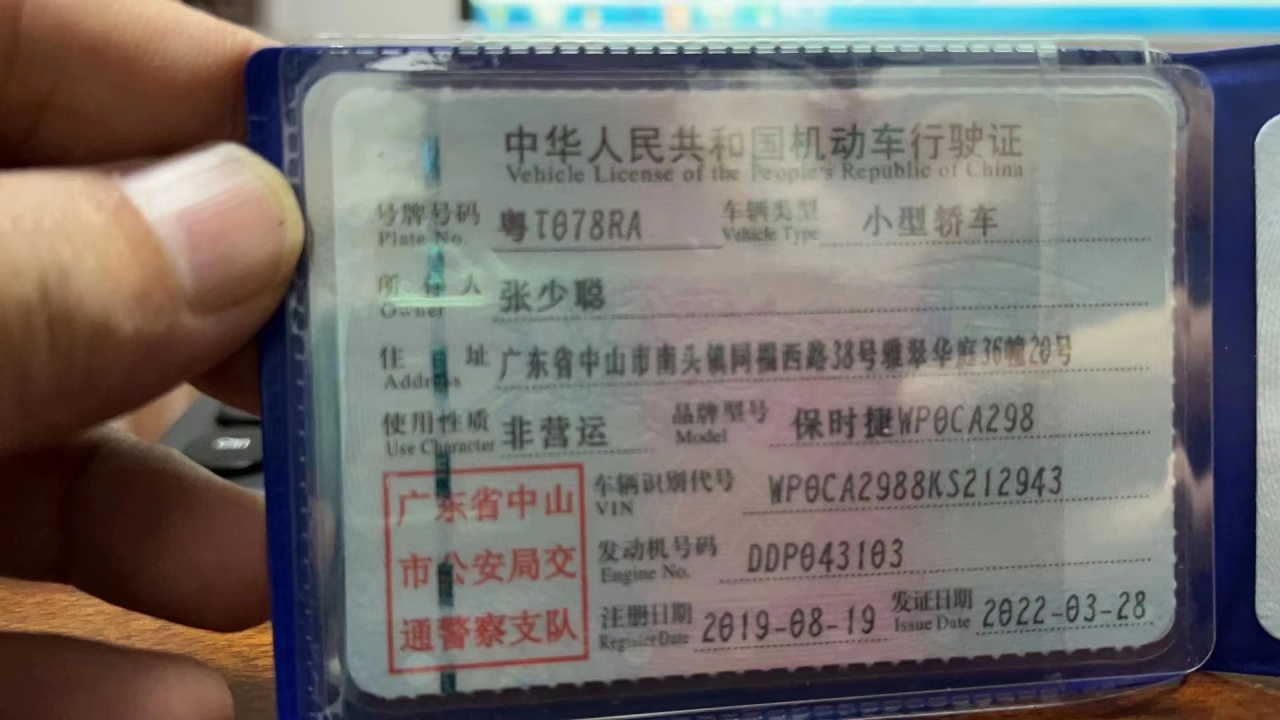 中华人民共和国机动车行驶证
Vehicle License of the People's Republic of China
号牌号码 粤T078RA 车辆类型 小型轿车
Plate No. Vehicle Type
所有人 张少聪
Owner
住址 广东省中山市南头镇同福西路38号雅翠华庭36幢20号
Address
使用性质 非营运 品牌型号 保时捷WP0CA298
Use Character Model
车辆识别代号 WP0CA2988KS212943
VIN
发动机号码 DDP043103
Engine No.
注册日期 2019-08-19 发证日期 2022-03-28
Register Date Issue Date
广东省中山
市公安局交
通警察支队